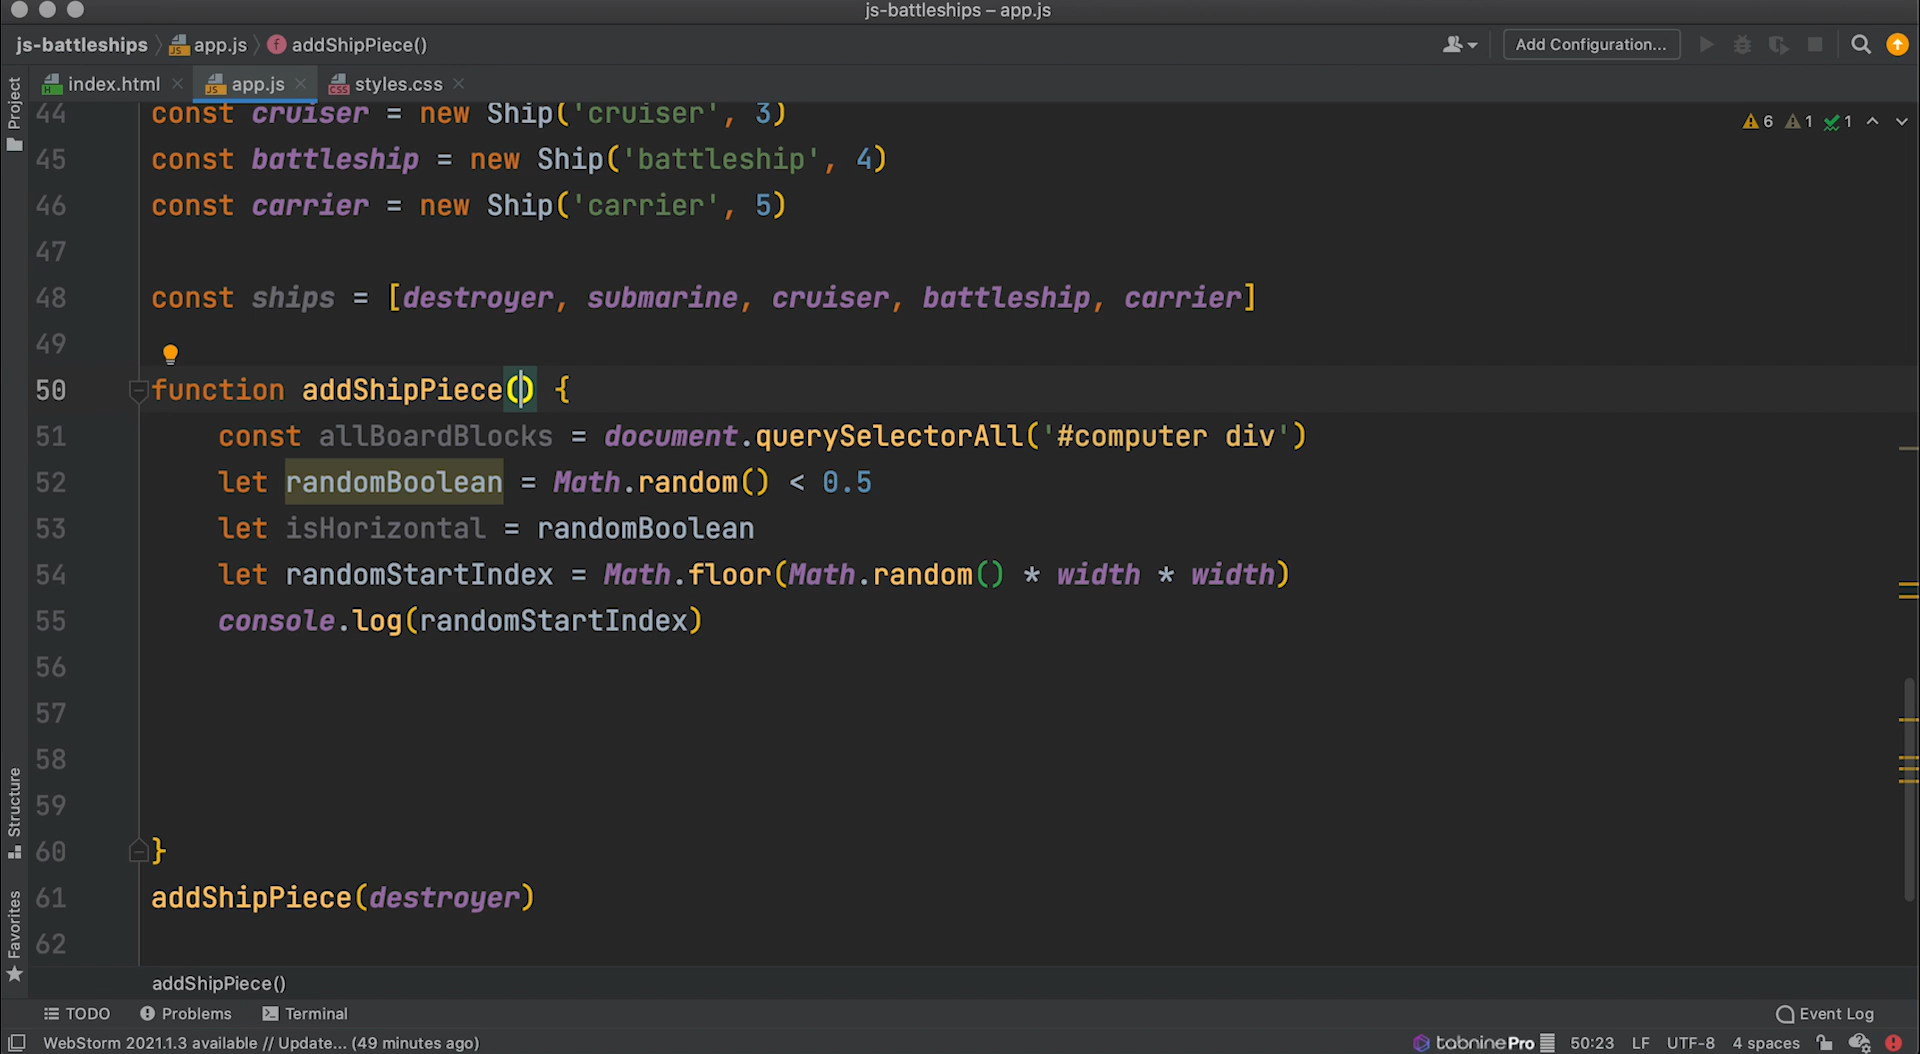 js-battleships – app.js
js-battleships
app.js
addShipPiece()
Add Configuration...
Project
index.html
app.js
styles.css
6
1
1
44 const cruiser = new Ship('cruiser', 3)
45 const battleship = new Ship('battleship', 4)
46 const carrier = new Ship('carrier', 5)
47
48 const ships = [destroyer, submarine, cruiser, battleship, carrier]
49
50 function addShipPiece() {
51 const allBoardBlocks = document.querySelectorAll('#computer div')
52 let randomBoolean = Math.random() < 0.5
53 let isHorizontal = randomBoolean
54 let randomStartIndex = Math.floor(Math.random() * width * width)
55 console.log(randomStartIndex)
56
57
58
59
60 }
61 addShipPiece(destroyer)
62
Structure
Favorites
addShipPiece()
TODO
Problems
Terminal
Event Log
WebStorm 2021.1.3 available // Update... (49 minutes ago)
tabnine Pro
50:23
LF
UTF-8
4 spaces